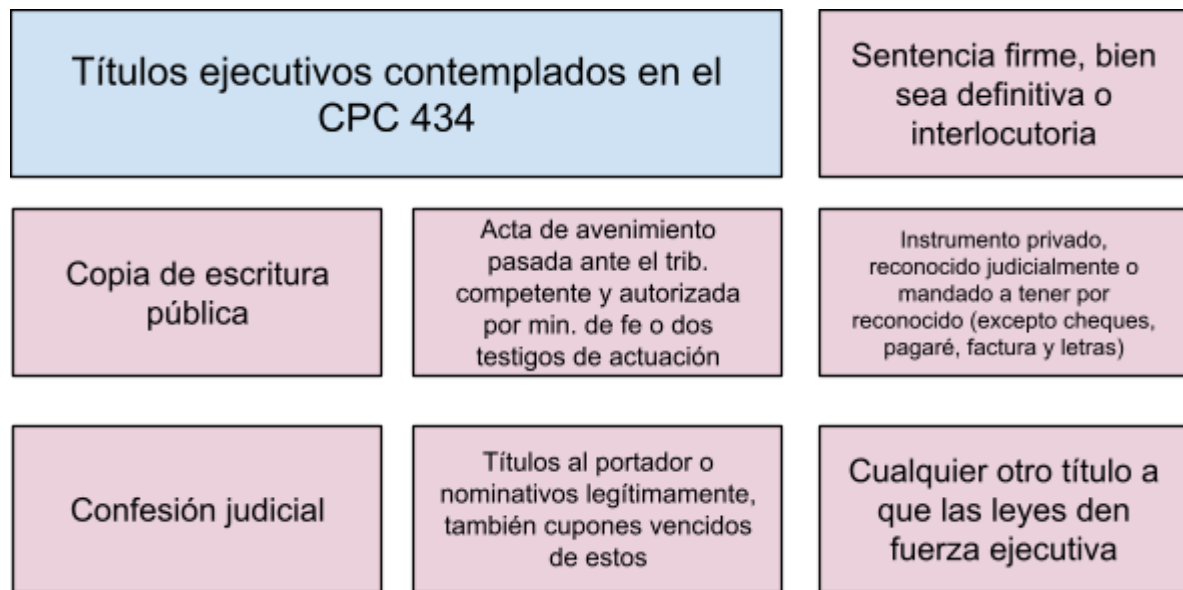 Títulos ejecutivos contemplados en el
CPC 434
Sentencia firme, bien
sea definitiva o
interlocutoria
Copia de escritura
pública
Acta de avenimiento
pasada ante el trib.
competente y autorizada
por min. de fe o dos
testigos de actuación
Instrumento privado,
reconocido judicialmente o
mandado a tener por
reconocido (excepto cheques,
pagaré, factura y letras)
Confesión judicial
Títulos al portador o
nominativos legítimamente,
también cupones vencidos
de estos
Cualquier otro título a
que las leyes den
fuerza ejecutiva